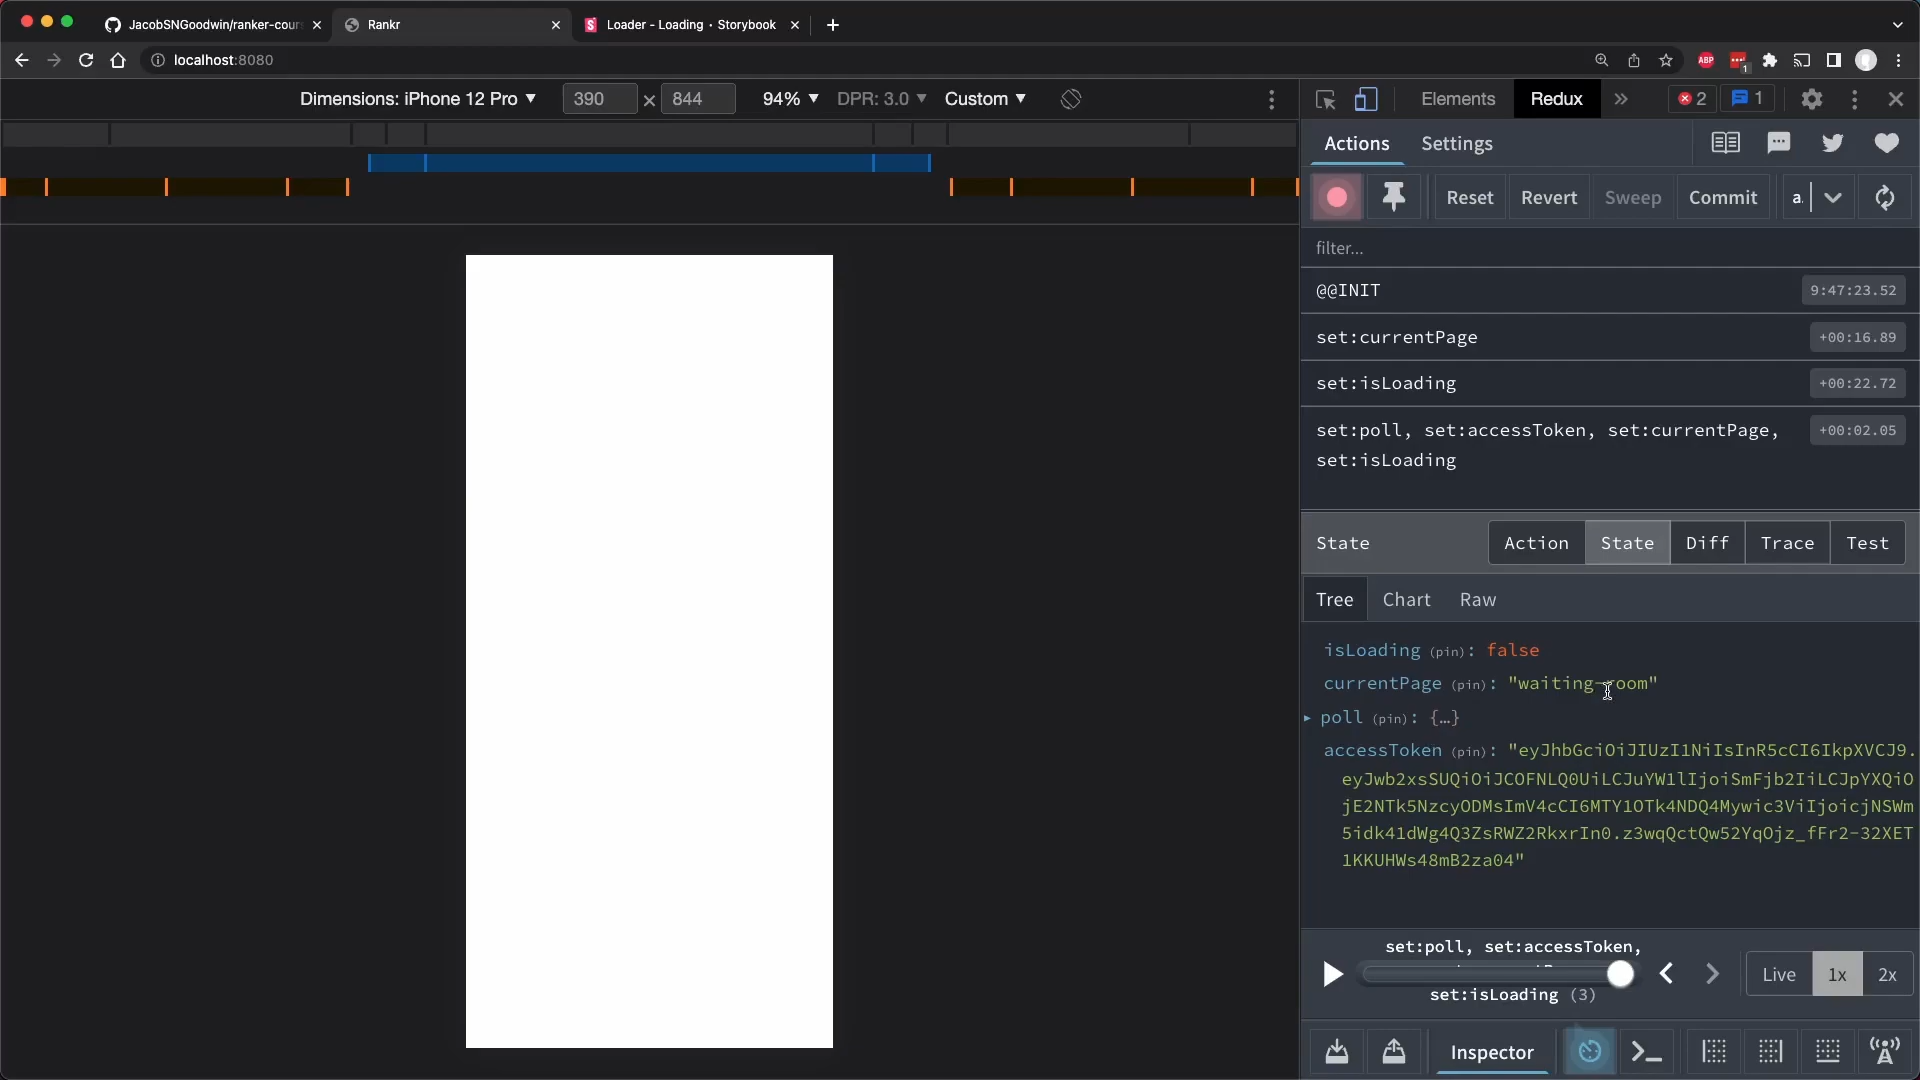 JacobSNGoodwin/ranker-cour
Rankr
Loader - Loading · Storybook
localhost:8080
ABP
1
Dimensions: iPhone 12 Pro ▼
390 × 844
94% ▼
DPR: 3.0 ▼
Custom ▼
Elements
Redux
2
1
Actions
Settings
Reset
Revert
Sweep
Commit
a
filter...
@@INIT
9:47:23.52
set:currentPage
+00:16.89
set:isLoading
+00:22.72
set:poll, set:accessToken, set:currentPage,
+00:02.05
set:isLoading
State
Action
State
Diff
Trace
Test
Tree
Chart
Raw
isLoading (pin): false
currentPage (pin): "waiting-room"
poll (pin): {…}
accessToken (pin): "eyJhbGciOiJIUzI1NiIsInR5cCI6IkpXVCJ9.
eyJwb2xsSUQiOiJCOFNLQ0UiLCJuYW1lIjoiSmFjb2IiLCJpYXQiO
jE2NTk5NzcyODMsImV4cCI6MTY1OTk4NDQ4Mywic3ViIjoicjNSWm
5idk41dWg4Q3ZsRWZ2RkxrIn0.z3wqQctQw52YqOjz_fFr2-32XET
1KKUHWs48mB2za04"
set:poll, set:accessToken,
set:isLoading (3)
Live
1x
2x
Inspector